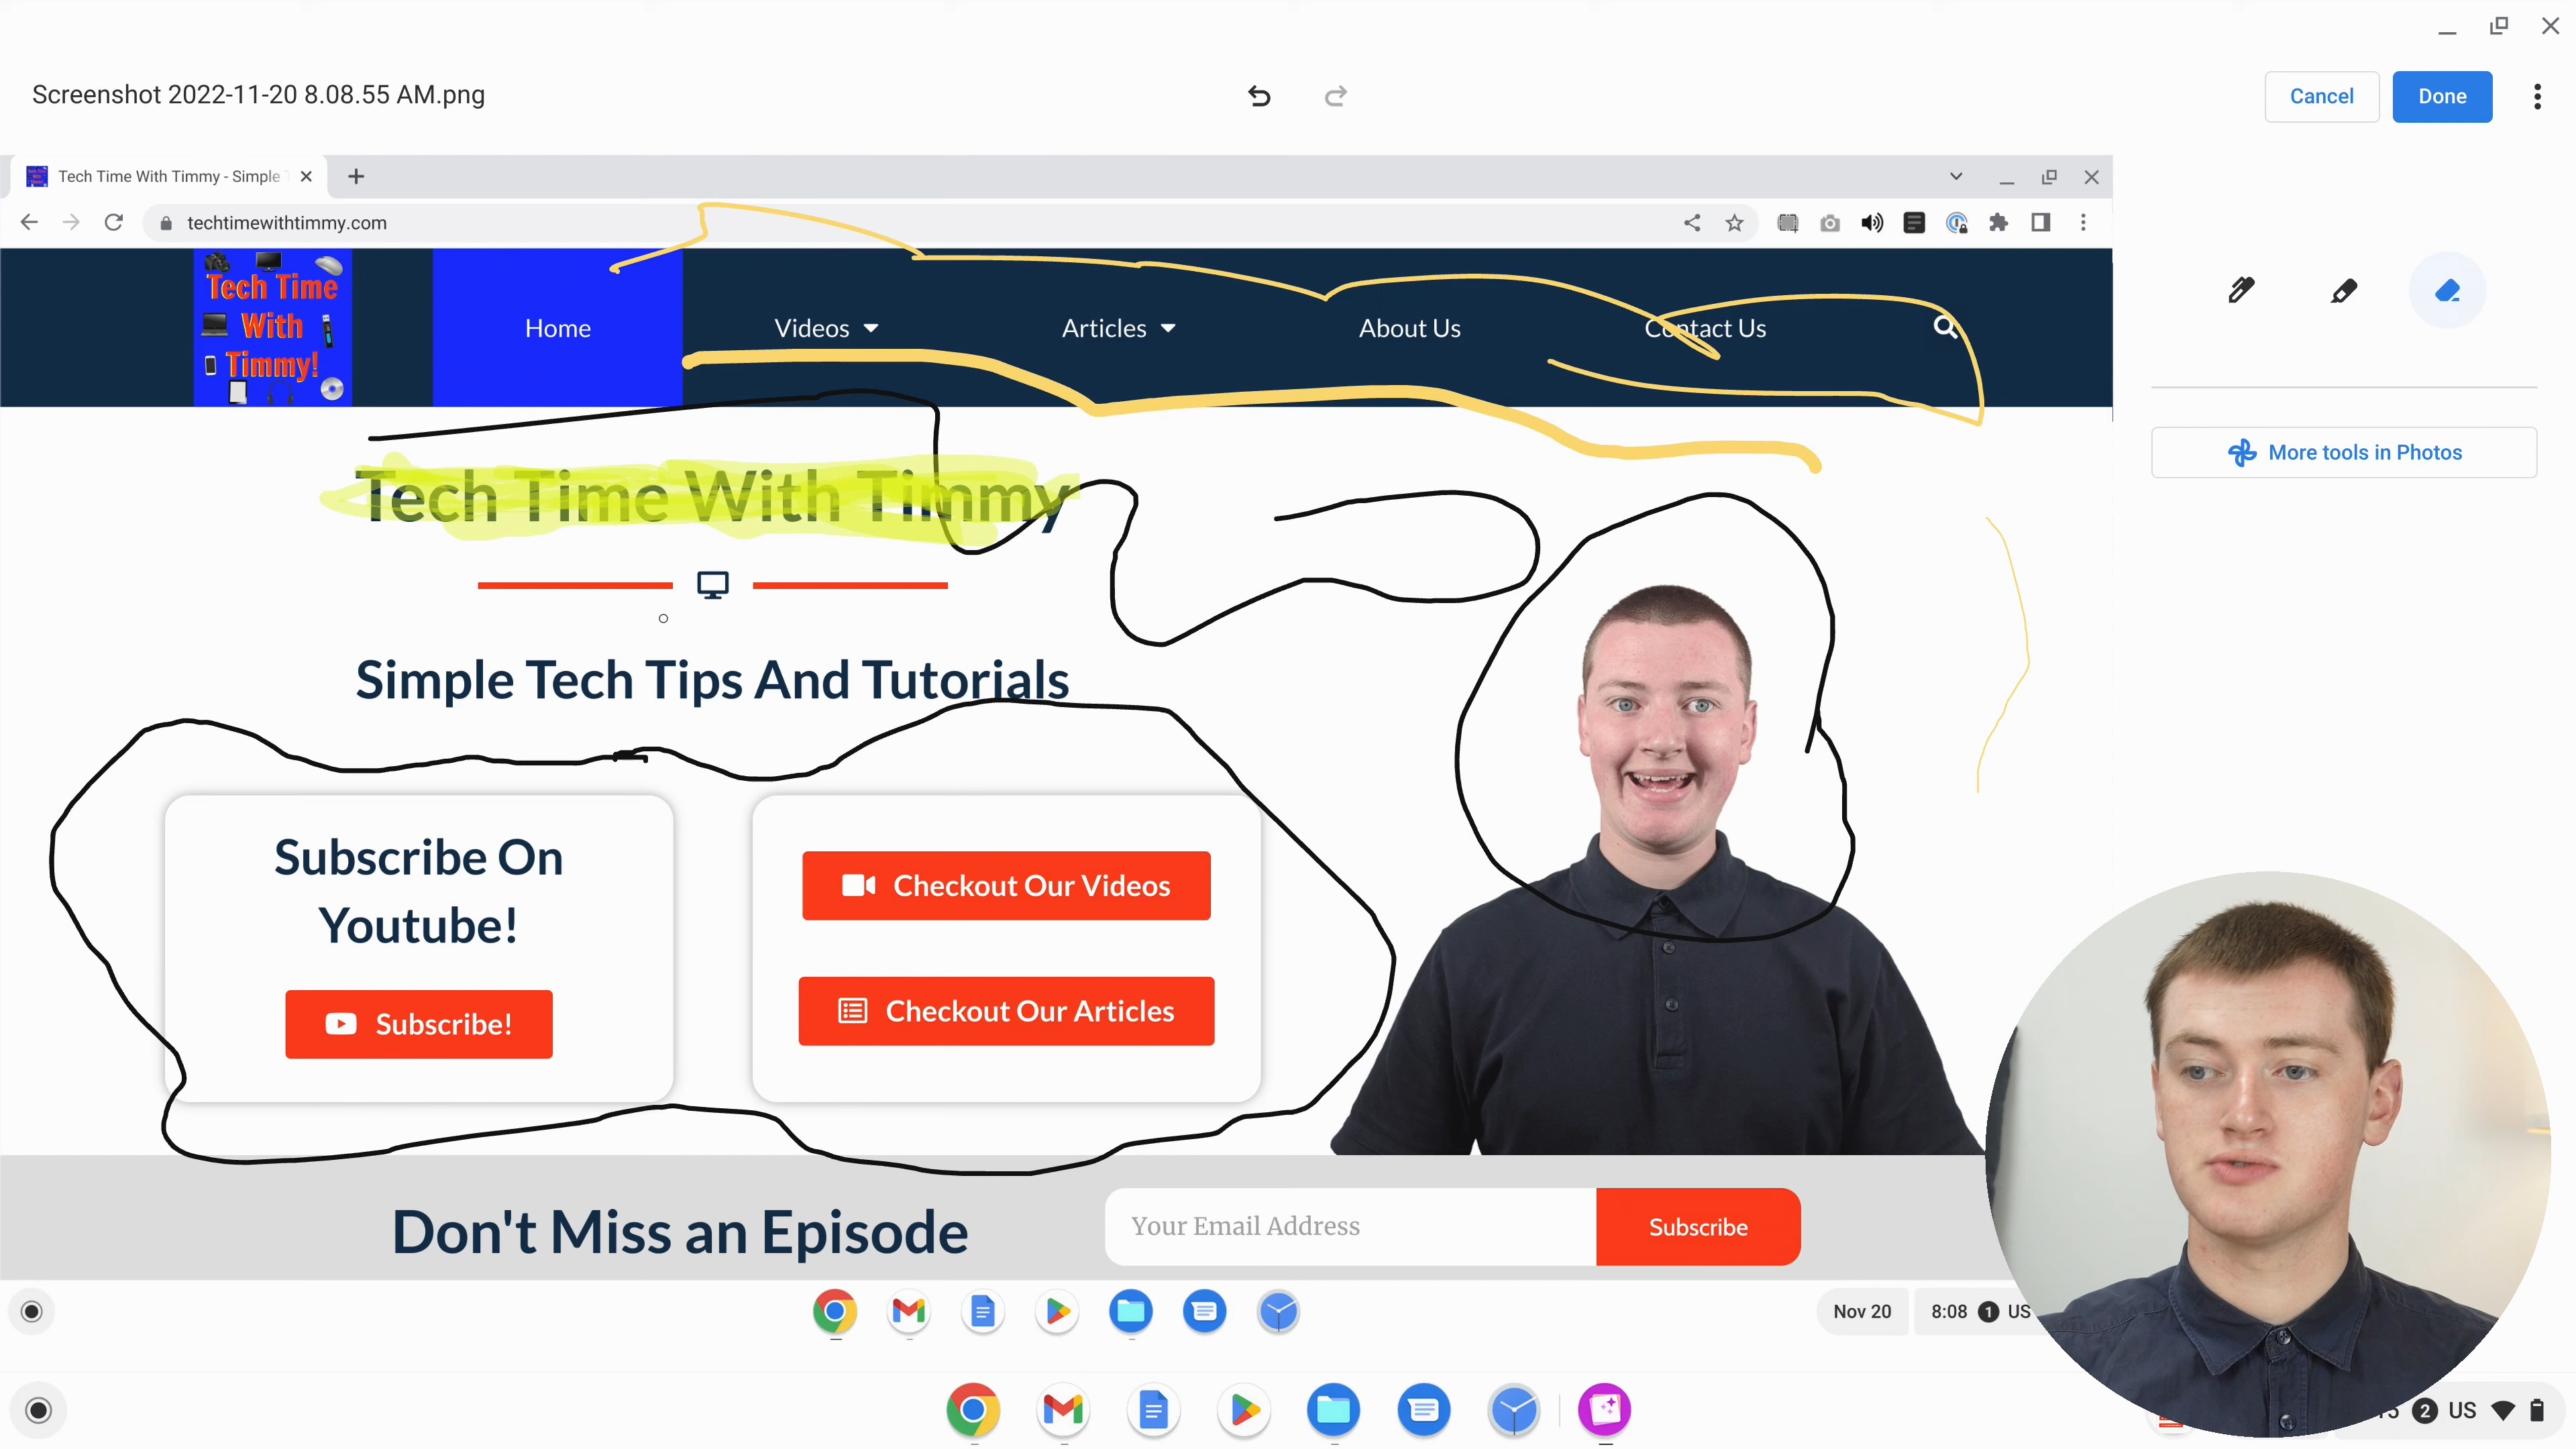 Screenshot 2022-11-20 8.08.55 AM.png
Cancel
Done
Tech Time With Timmy - Simple
techtimewithtimmy.com
Tech Time
With
Timmy!
Home
Videos
Articles
About Us
Contact Us
More tools in Photos
Tech Time With Timmy
Simple Tech Tips And Tutorials
Subscribe On
Youtube!
Subscribe!
Checkout Our Videos
Checkout Our Articles
Don't Miss an Episode
Your Email Address
Subscribe
Nov 20
8:08 1 US
2 US